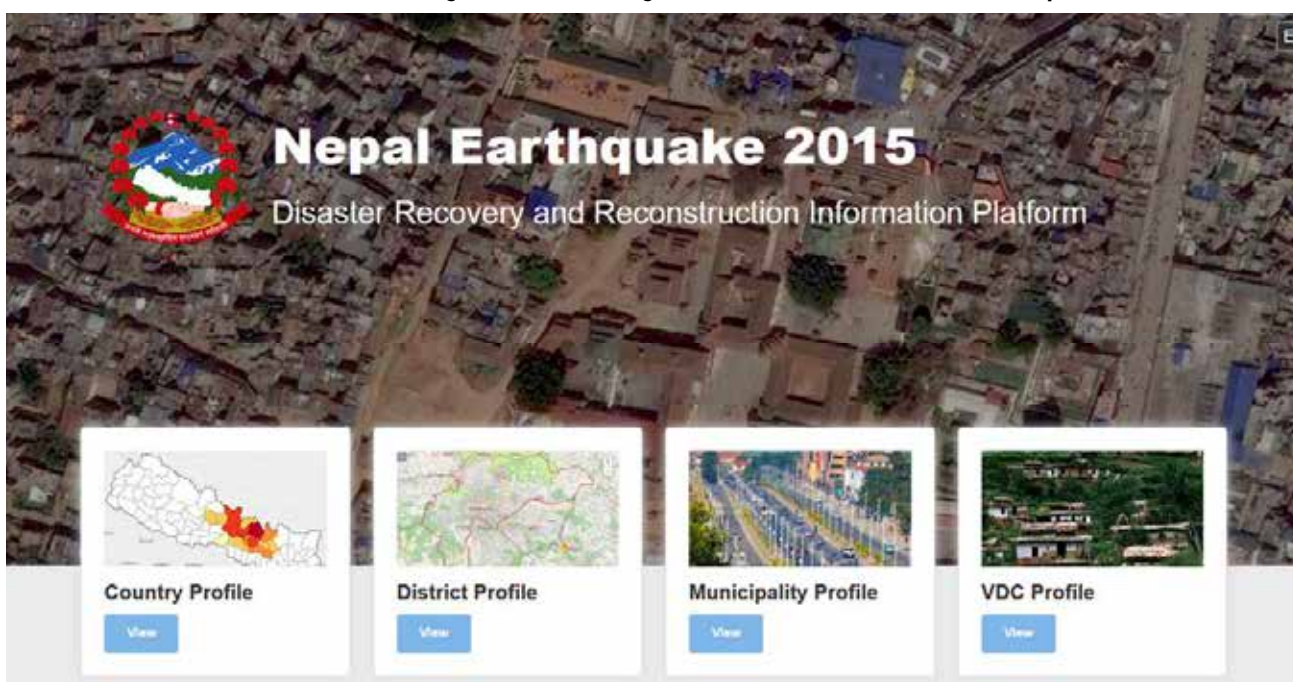 Nepal Earthquake 2015
Disaster Recovery and Reconstruction Information Platform
Country Profile
District Profile
Municipality Profile
VDC Profile
View
View
View
View